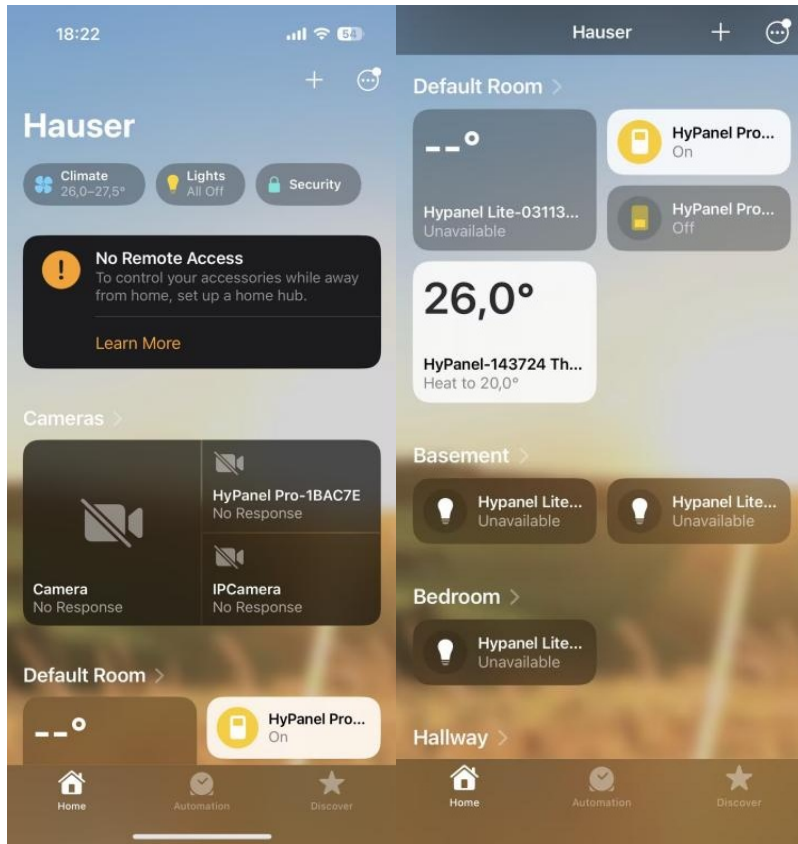 18:22
54
Hauser
Climate
26,0–27,5°
Lights
All Off
Security
No Remote Access
To control your accessories while away
from home, set up a home hub.
Learn More
Cameras
Camera
No Response
HyPanel Pro-1BAC7E
No Response
IPCamera
No Response
Default Room
--°
HyPanel Pro...
On
Home
Automation
Discover
Hauser
Default Room
--°
Hypanel Lite-03113...
Unavailable
HyPanel Pro...
On
HyPanel Pro...
Off
26,0°
HyPanel-143724 Th...
Heat to 20,0°
Basement
Hypanel Lite...
Unavailable
Hypanel Lite...
Unavailable
Bedroom
Hypanel Lite...
Unavailable
Hallway
Home
Automation
Discover